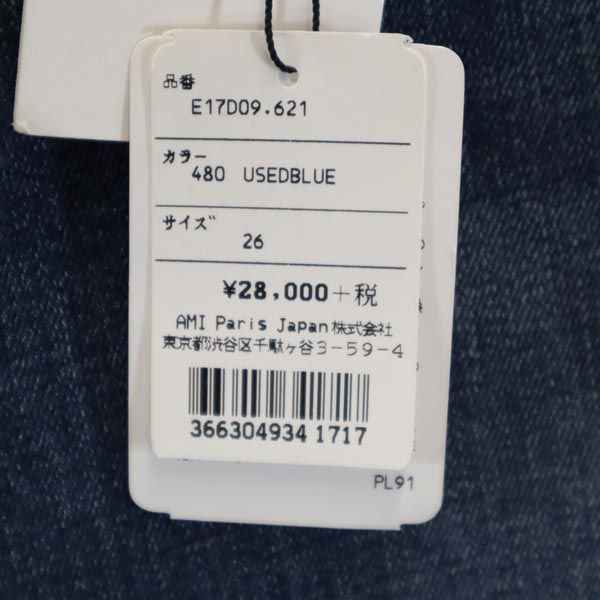 品番
E17D09.621
カラー
480 USEDBLUE
サイズ
26
¥28,000+税
AMI Paris Japan株式会社
東京都渋谷区千駄ヶ谷3-59-4
3663049341717
PL91